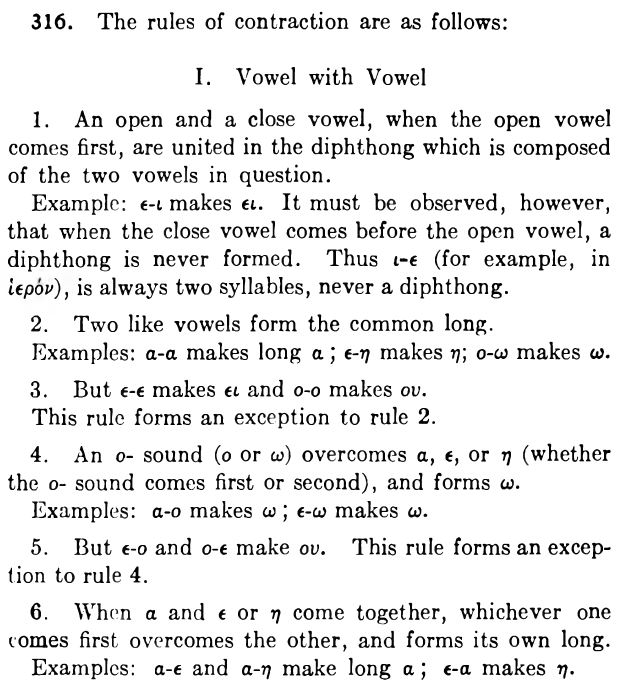 316. The rules of contraction are as follows:
I. Vowel with Vowel
1. An open and a close vowel, when the open vowel
comes first, are united in the diphthong which is composed
of the two vowels in question.
Example: ε-ι makes ει. It must be observed, however,
that when the close vowel comes before the open vowel, a
diphthong is never formed. Thus ι-ε (for example, in
ἱερόν), is always two syllables, never a diphthong.
2. Two like vowels form the common long.
Examples: α-α makes long α; ε-η makes η; ο-ω makes ω.
3. But ε-ε makes ει and ο-ο makes ου.
This rule forms an exception to rule 2.
4. An ο- sound (ο or ω) overcomes α, ε, or η (whether
the ο- sound comes first or second), and forms ω.
Examples: α-ο makes ω; ε-ω makes ω.
5. But ε-ο and ο-ε make ου. This rule forms an excep-
tion to rule 4.
6. When α and ε or η come together, whichever one
comes first overcomes the other, and forms its own long.
Examples: α-ε and α-η make long α; ε-α makes η.